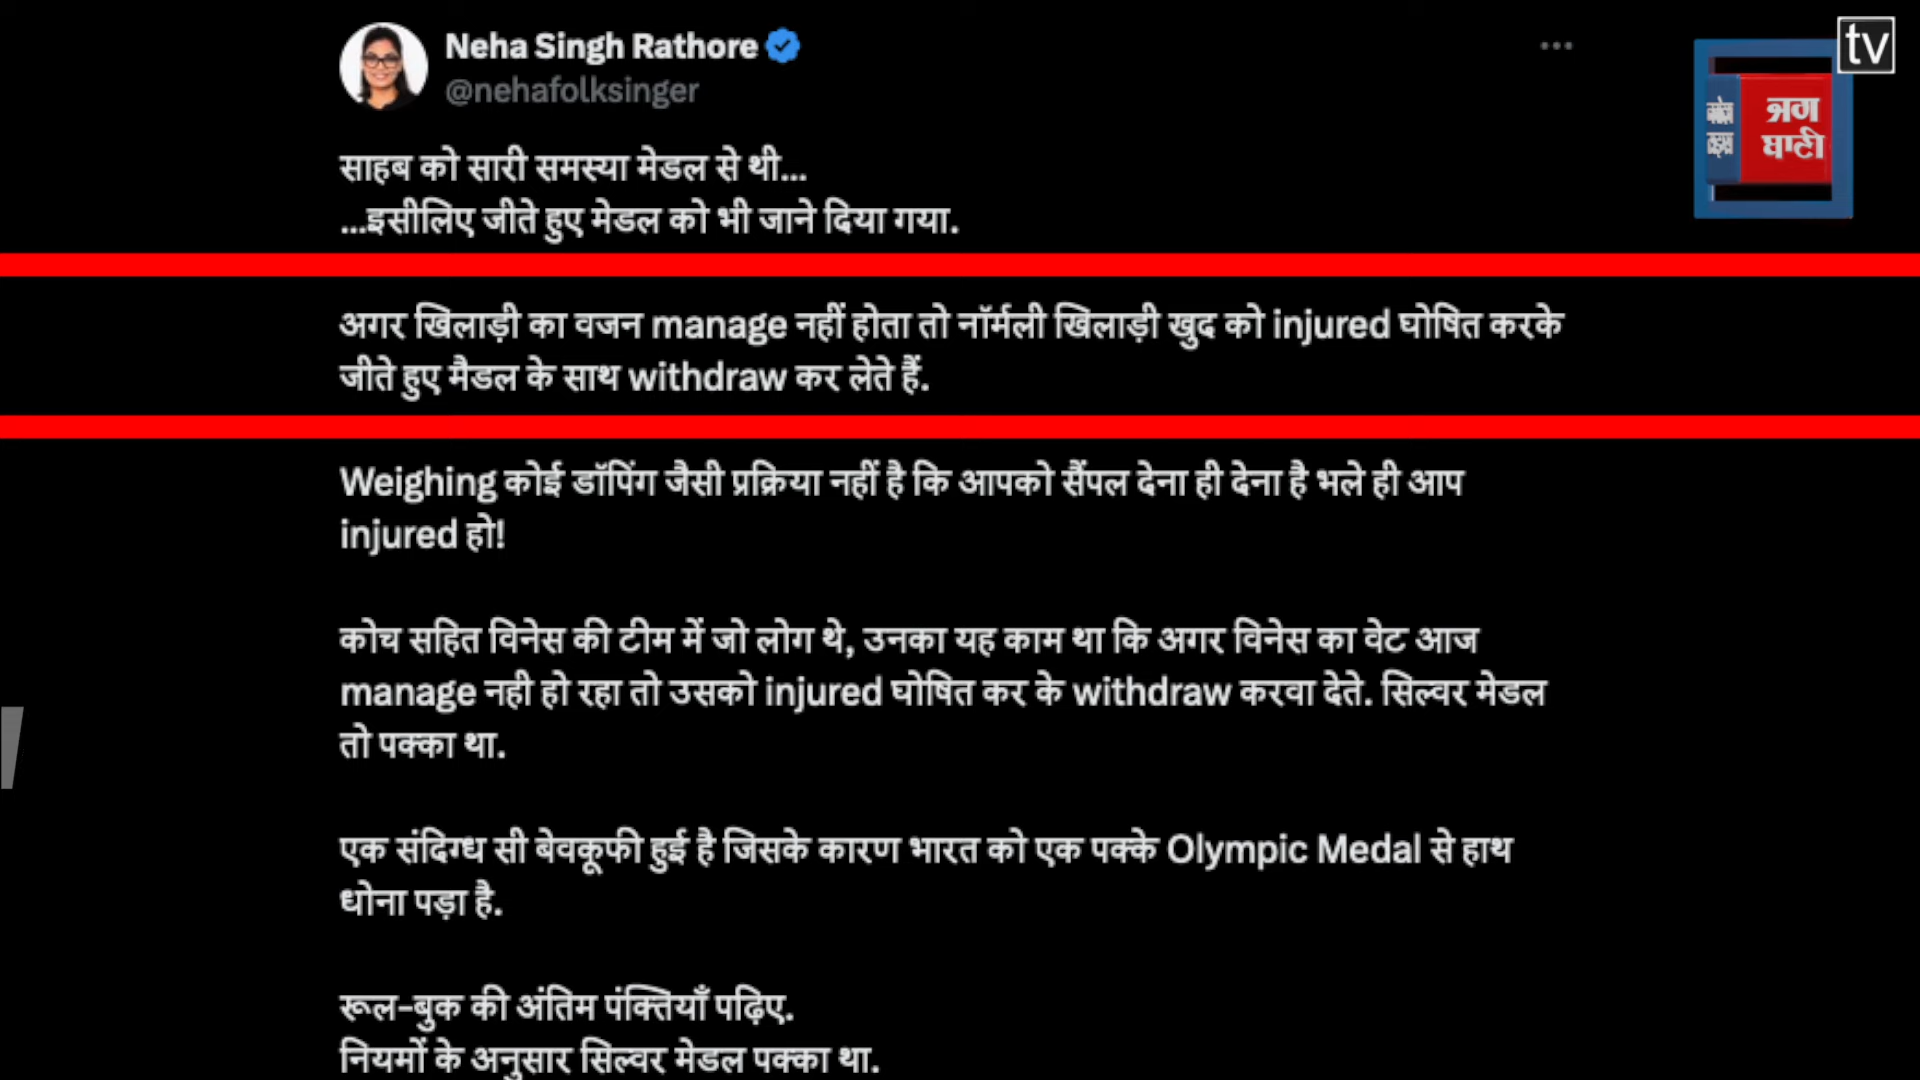 Neha Singh Rathore
@nehafolksinger
tv
साहब को सारी समस्या मेडल से थी...
...इसीलिए जीते हुए मेडल को भी जाने दिया गया.
अगर खिलाड़ी का वजन manage नहीं होता तो नॉर्मली खिलाड़ी खुद को injured घोषित करके
जीते हुए मैडल के साथ withdraw कर लेते हैं.
Weighing कोई डॉपिंग जैसी प्रक्रिया नहीं है कि आपको सैंपल देना ही देना है भले ही आप
injured हो!
कोच सहित विनेस की टीम में जो लोग थे, उनका यह काम था कि अगर विनेस का वेट आज
manage नही हो रहा तो उसको injured घोषित कर के withdraw करवा देते. सिल्वर मेडल
तो पक्का था.
एक संदिग्ध सी बेवकूफी हुई है जिसके कारण भारत को एक पक्के Olympic Medal से हाथ
धोना पड़ा है.
रूल-बुक की अंतिम पंक्तियाँ पढ़िए.
नियमों के अनुसार सिल्वर मेडल पक्का था.